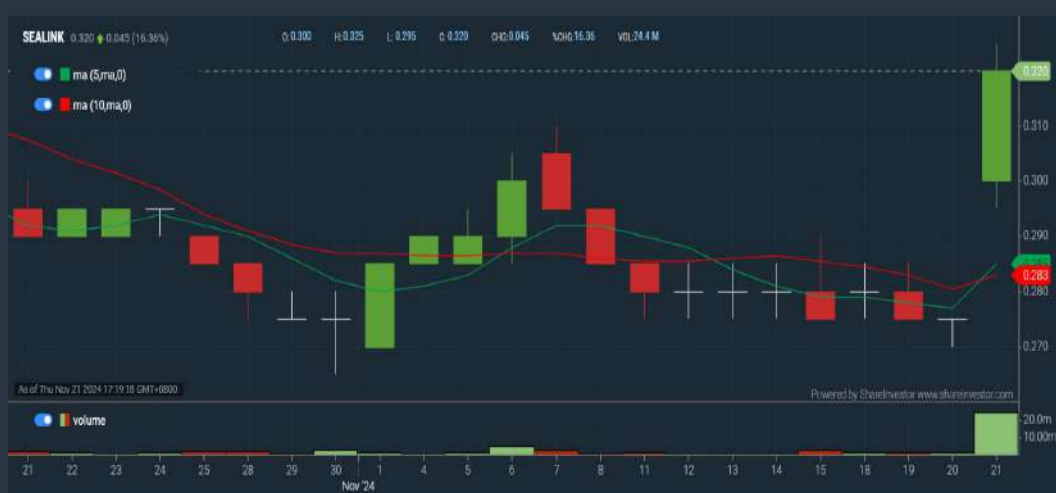 SEALINK 0.320 0.045 (16.36%) O:0.300 H:0.325 L: 0.295 C: 0.320 CHG:0.045 %CHG:16.36 VOL:24.4 M
ma (5,ma,0)
ma (10,ma,0)
0.320
0.310
0.300
0.290
0.285
0.283
0.280
0.270
As of Thu Nov 21 2024 17:19:18 GMT+0800.
Powered by ShareInvestor www.shareinvestor.com
volume
20.0m
10.00m
21 22 23 24 25 28 29 30 1 4 5 6 7 8 11 12 13 14 15 18 19 20 21
Nov '24